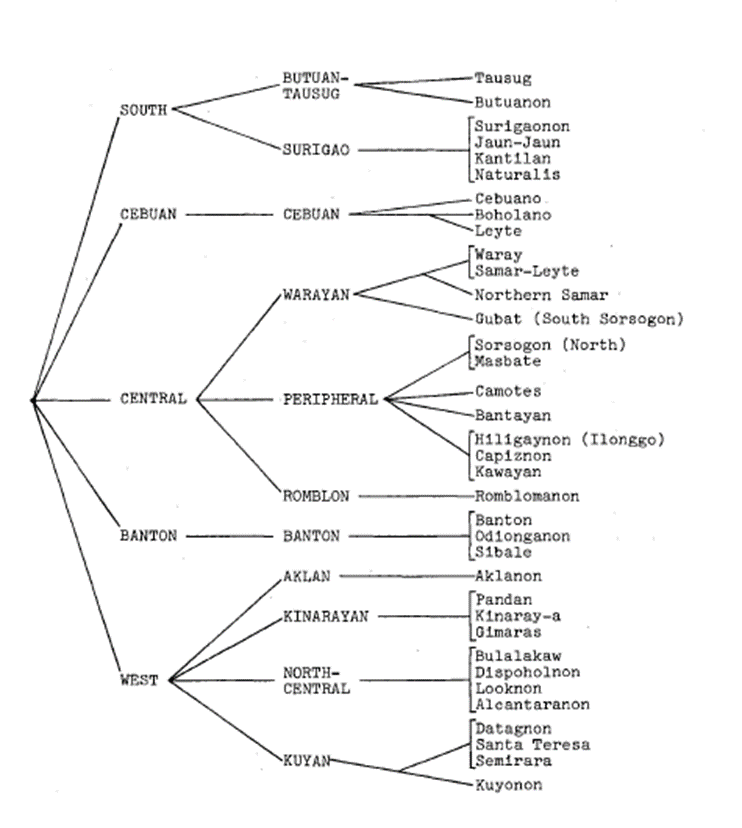 BUTUAN-
TAUSUG
Tausug
Butuanon
SOUTH
SURIGAO
Surigaonon
Jaun-Jaun
Kantilan
Naturalis
CEBUAN
CEBUAN
Cebuano
Boholano
Leyte
WARAYAN
Waray
Samar-Leyte
Northern Samar
Gubat (South Sorsogon)
CENTRAL
PERIPHERAL
Sorsogon (North)
Masbate
Camotes
Bantayan
Hiligaynon (Ilonggo)
Capiznon
Kawayan
ROMBLON
Romblomanon
BANTON
BANTON
Banton
Odionganon
Sibale
AKLAN
Aklanon
KINARAYAN
Pandan
Kinaray-a
Gimaras
WEST
NORTH-
CENTRAL
Bulalakaw
Dispoholnon
Looknon
Alcantaranon
KUYAN
Datagnon
Santa Teresa
Semirara
Kuyonon